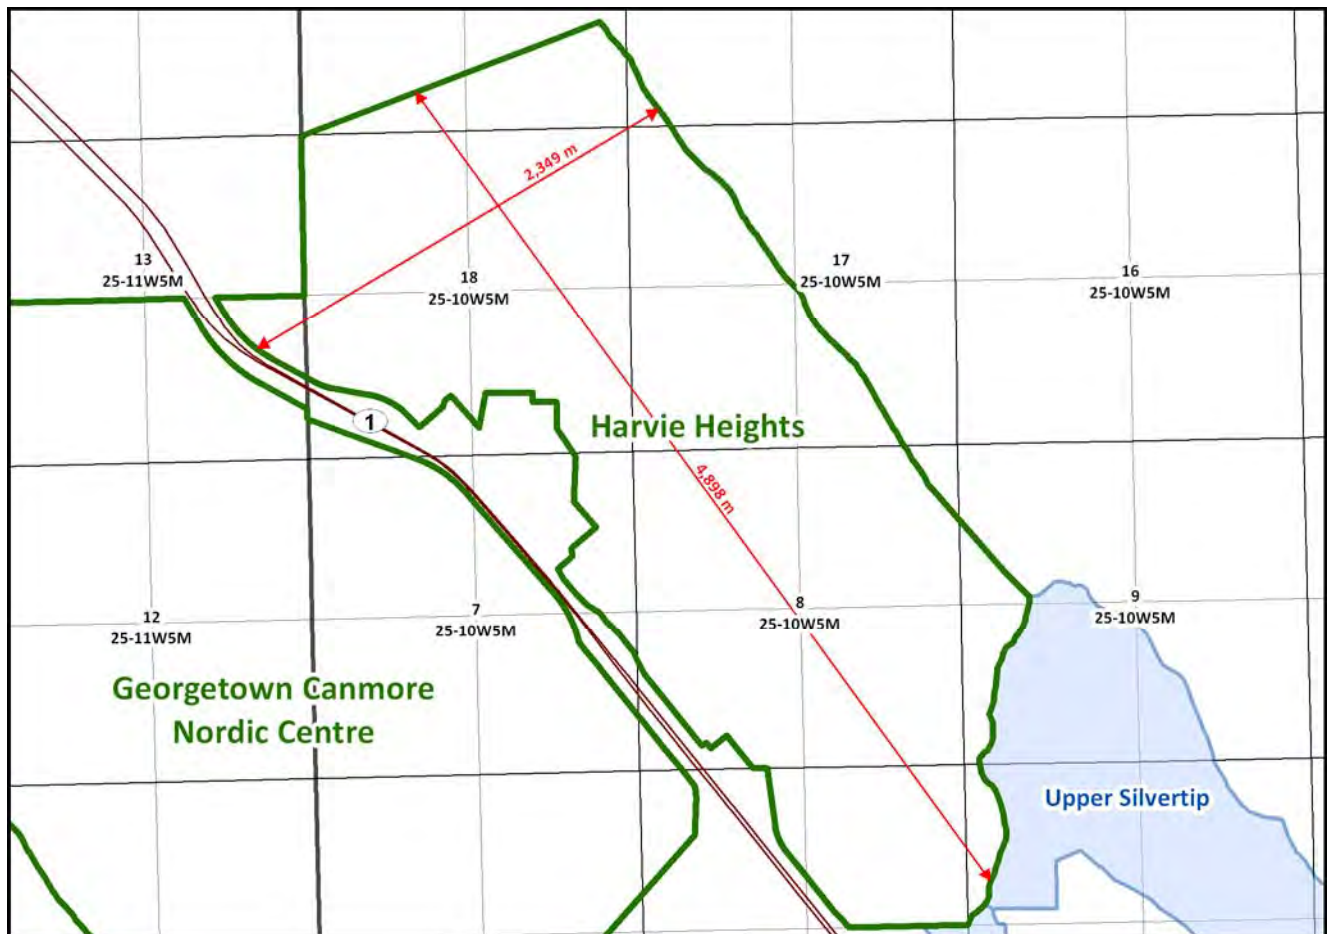 2,349 m
13
25-11W5M
18
25-10W5M
17
25-10W5M
16
25-10W5M
1
Harvie Heights
4,898 m
12
25-11W5M
7
25-10W5M
8
25-10W5M
9
25-10W5M
Georgetown Canmore
Nordic Centre
Upper Silvertip